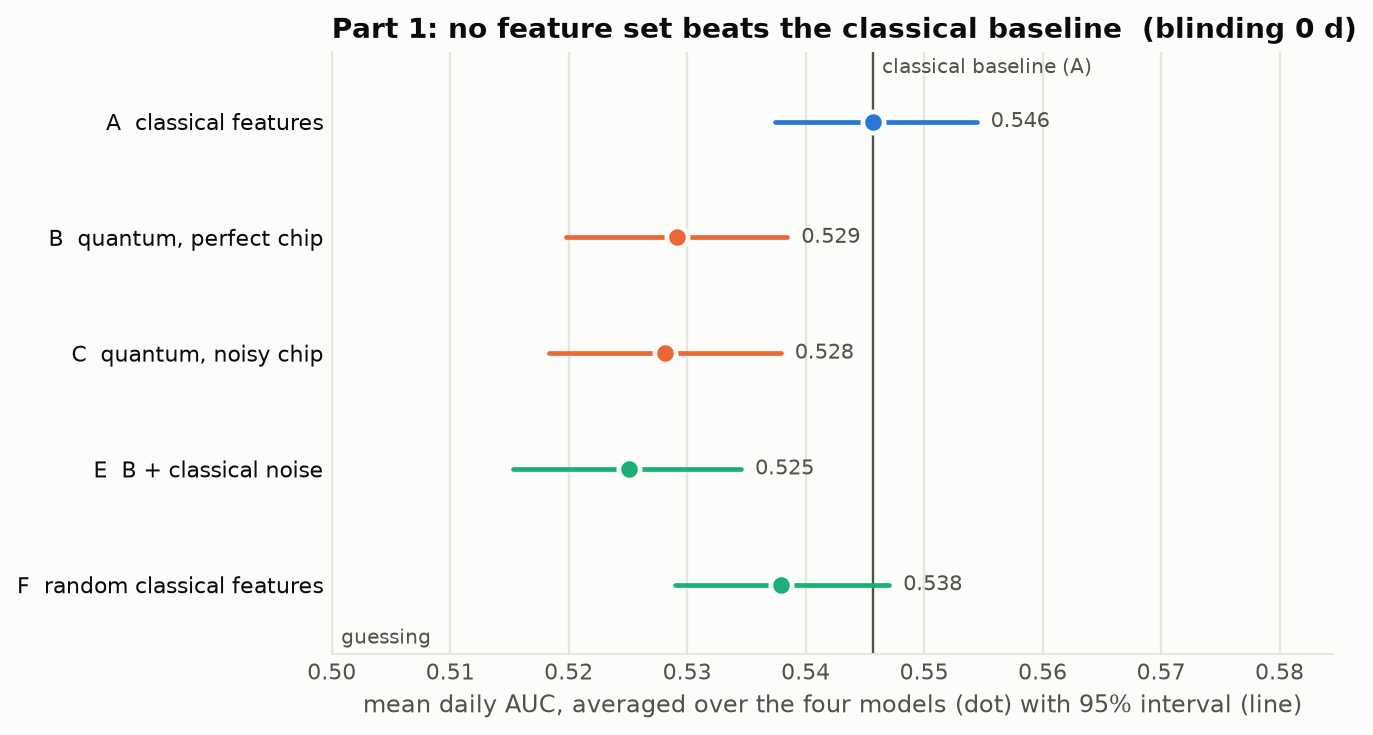 Part 1: no feature set beats the classical baseline  (blinding 0 d)
classical baseline (A)
A  classical features
0.546
B  quantum, perfect chip
0.529
C  quantum, noisy chip
0.528
E  B + classical noise
0.525
F  random classical features
0.538
guessing
0.50 0.51 0.52 0.53 0.54 0.55 0.56 0.57 0.58
mean daily AUC, averaged over the four models (dot) with 95% interval (line)